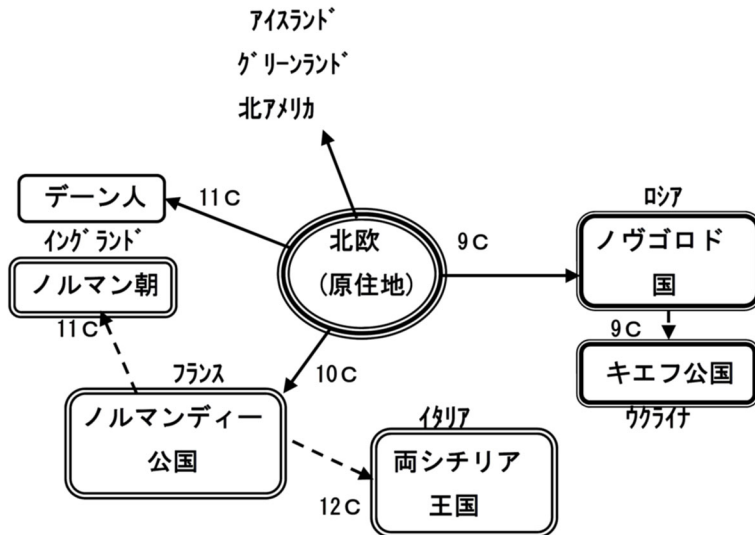 ｱｲｽﾗﾝﾄﾞ
ｸﾞﾘｰﾝﾗﾝﾄﾞ
北ｱﾒﾘｶ
デーン人
11C
ｲﾝｸﾞﾗﾝﾄﾞ
ノルマン朝
11C
北欧
(原住地)
9C
ﾛｼｱ
ノヴゴロド
国
9C
キエフ公国
ｳｸﾗｲﾅ
10C
ﾌﾗﾝｽ
ノルマンディー
公国
ｲﾀﾘｱ
両シチリア
王国
12C